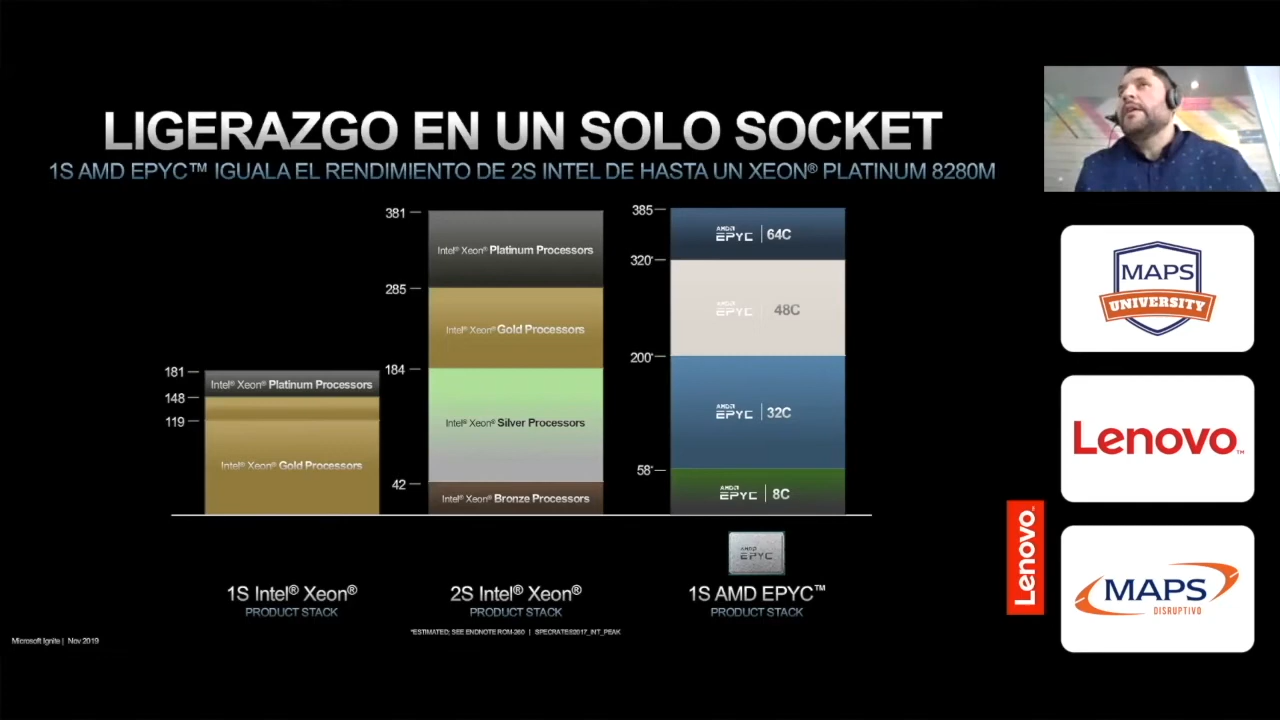 LIGERAZGO EN UN SOLO SOCKET
1S AMD EPYC™ IGUALA EL RENDIMIENTO DE 2S INTEL DE HASTA UN XEON® PLATINUM 8280M
181
148
119
Intel® Xeon® Platinum Processors
Intel® Xeon® Gold Processors
381
285
184
42
Intel® Xeon® Platinum Processors
Intel® Xeon® Gold Processors
Intel® Xeon® Silver Processors
Intel® Xeon® Bronze Processors
385
320*
200*
58*
AMD EPYC 64C
AMD EPYC 48C
AMD EPYC 32C
AMD EPYC 8C
AMD EPYC
1S Intel® Xeon®
PRODUCT STACK
2S Intel® Xeon®
PRODUCT STACK
1S AMD EPYC™
PRODUCT STACK
*ESTIMATED; SEE ENDNOTE ROM-260 | SPECRATE®2017_INT_PEAK
Microsoft Ignite | Nov 2019
MAPS
UNIVERSITY
Lenovo™
Lenovo
MAPS
DISRUPTIVO